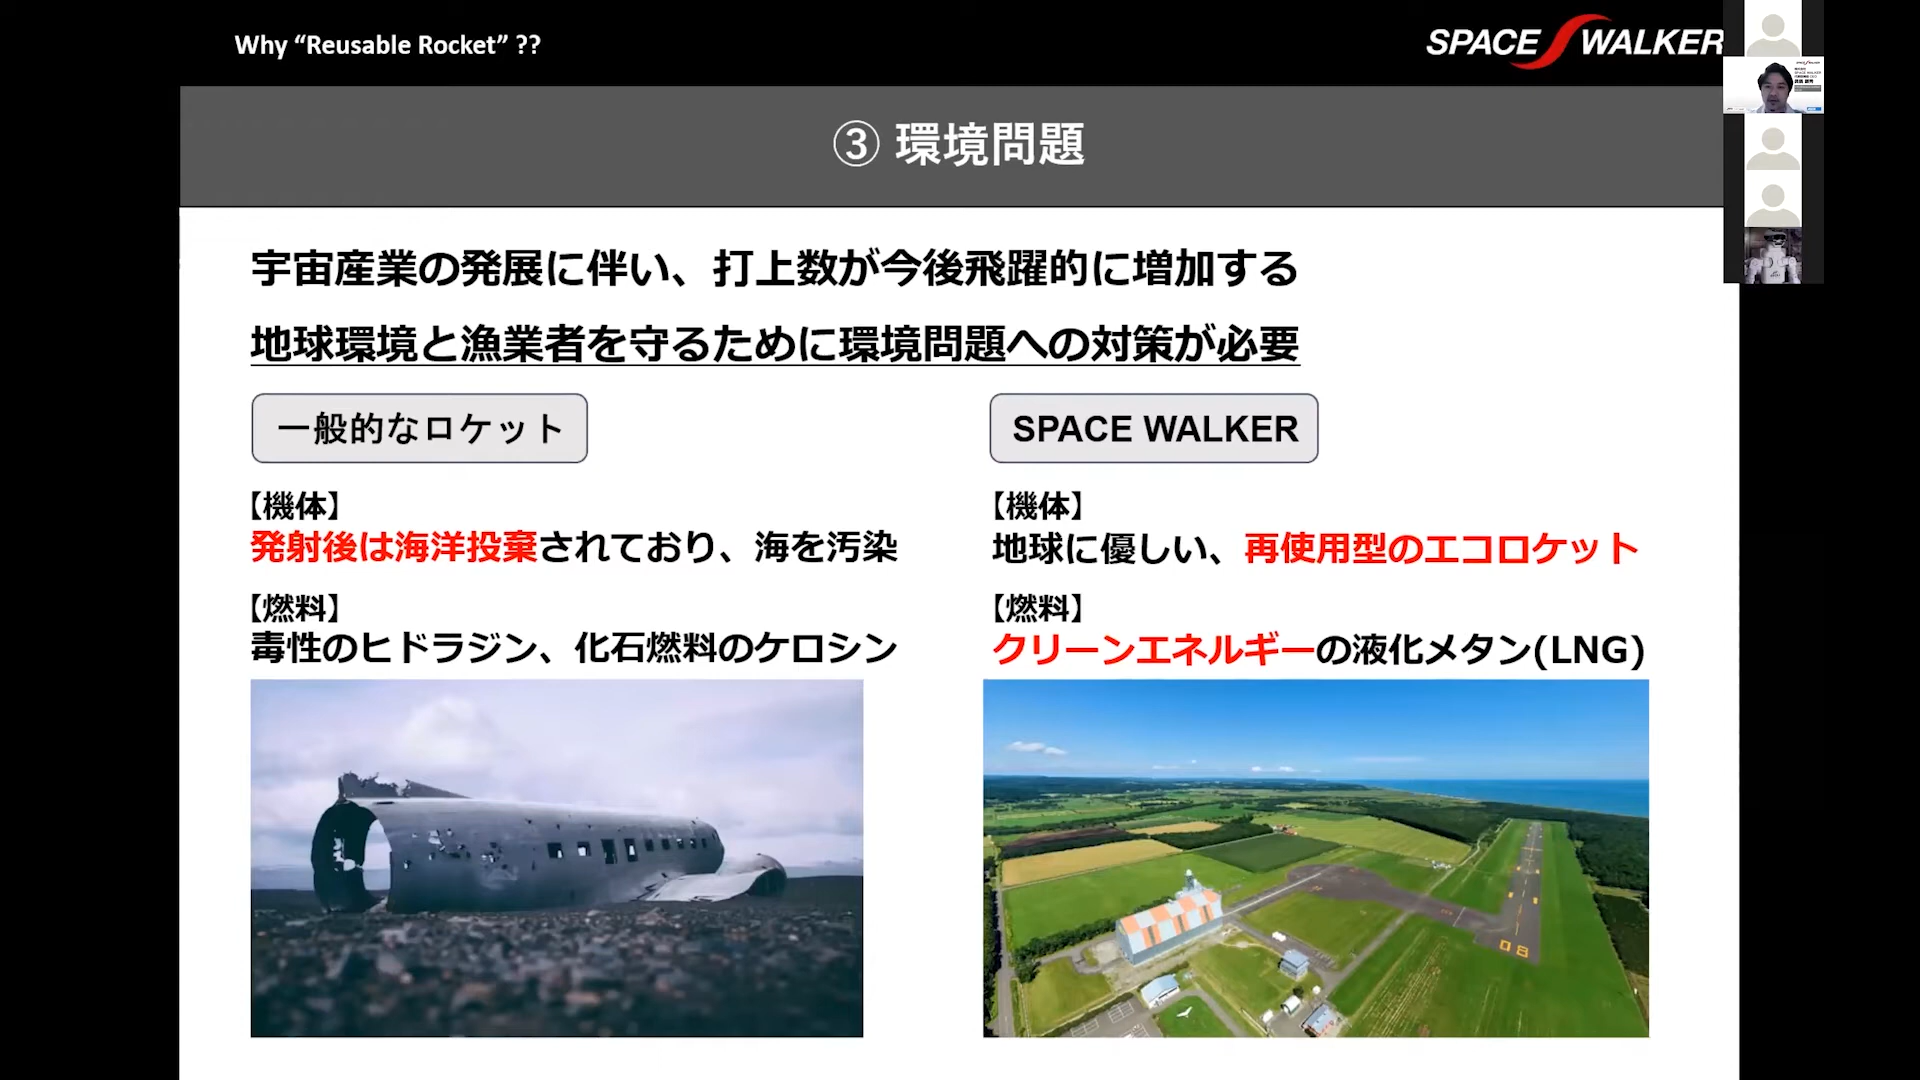 Why “Reusable Rocket” ??
SPACE WALKER
③ 環境問題
宇宙産業の発展に伴い、打上数が今後飛躍的に増加する
地球環境と漁業者を守るために環境問題への対策が必要
一般的なロケット
【機体】
発射後は海洋投棄されており、海を汚染
【燃料】
毒性のヒドラジン、化石燃料のケロシン
SPACE WALKER
【機体】
地球に優しい、再使用型のエコロケット
【燃料】
クリーンエネルギーの液化メタン(LNG)
08